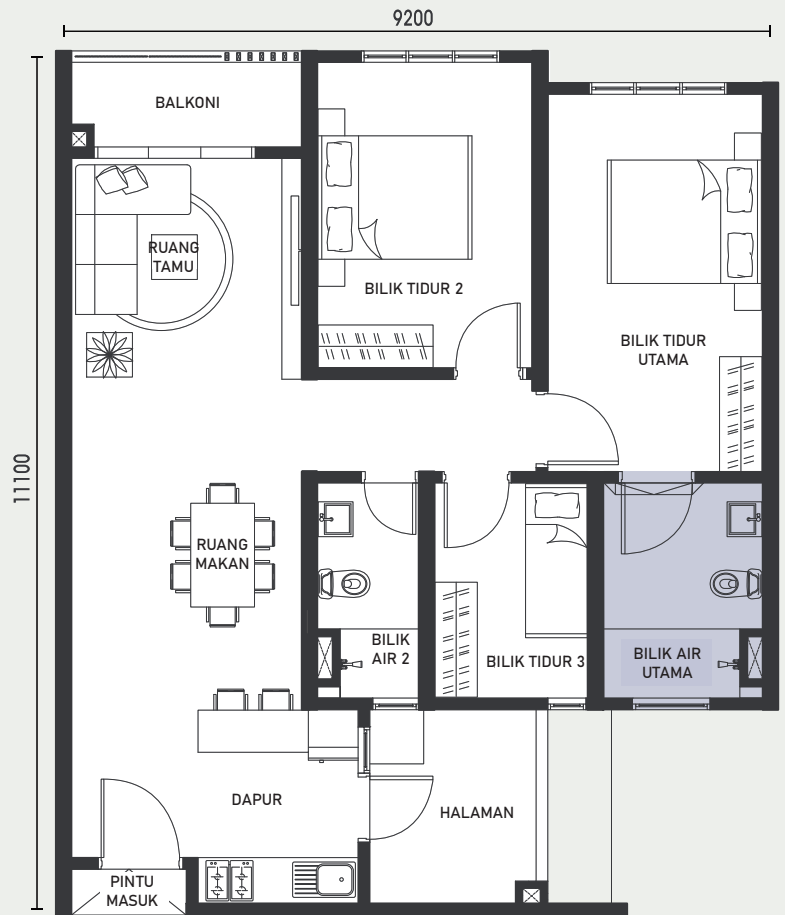 9200
BALKONI
RUANG
TAMU
BILIK TIDUR 2
BILIK TIDUR
UTAMA
11100
RUANG
MAKAN
BILIK
AIR 2
BILIK TIDUR 3
BILIK AIR
UTAMA
DAPUR
HALAMAN
PINTU
MASUK